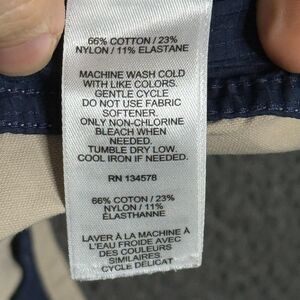 66% COTTON / 23%
NYLON / 11% ELASTANE
MACHINE WASH COLD
WITH LIKE COLORS.
GENTLE CYCLE
DO NOT USE FABRIC
SOFTENER.
ONLY NON-CHLORINE
BLEACH WHEN
NEEDED.
TUMBLE DRY LOW.
COOL IRON IF NEEDED.
RN 134578
66% COTON / 23%
NYLON / 11%
ÉLASTHANNE
LAVER À LA MACHINE À
L'EAU FROIDE AVEC
DES COULEURS
SIMILAIRES.
CYCLE DÉLICAT